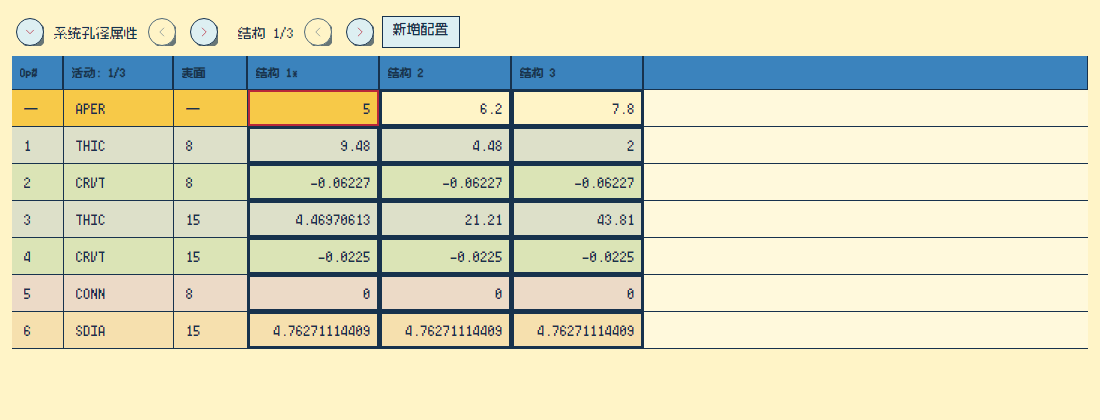 系统孔径属性 结构 1/3 新增配置
Op# 活动: 1/3 表面 结构 1* 结构 2 结构 3
— APER — 5 6.2 7.8
1 THIC 8 9.48 4.48 2
2 CRVT 8 -0.06227 -0.06227 -0.06227
3 THIC 15 4.46970613 21.21 43.81
4 CRVT 15 -0.0225 -0.0225 -0.0225
5 CONN 8 0 0 0
6 SDIA 15 4.76271114409 4.76271114409 4.76271114409